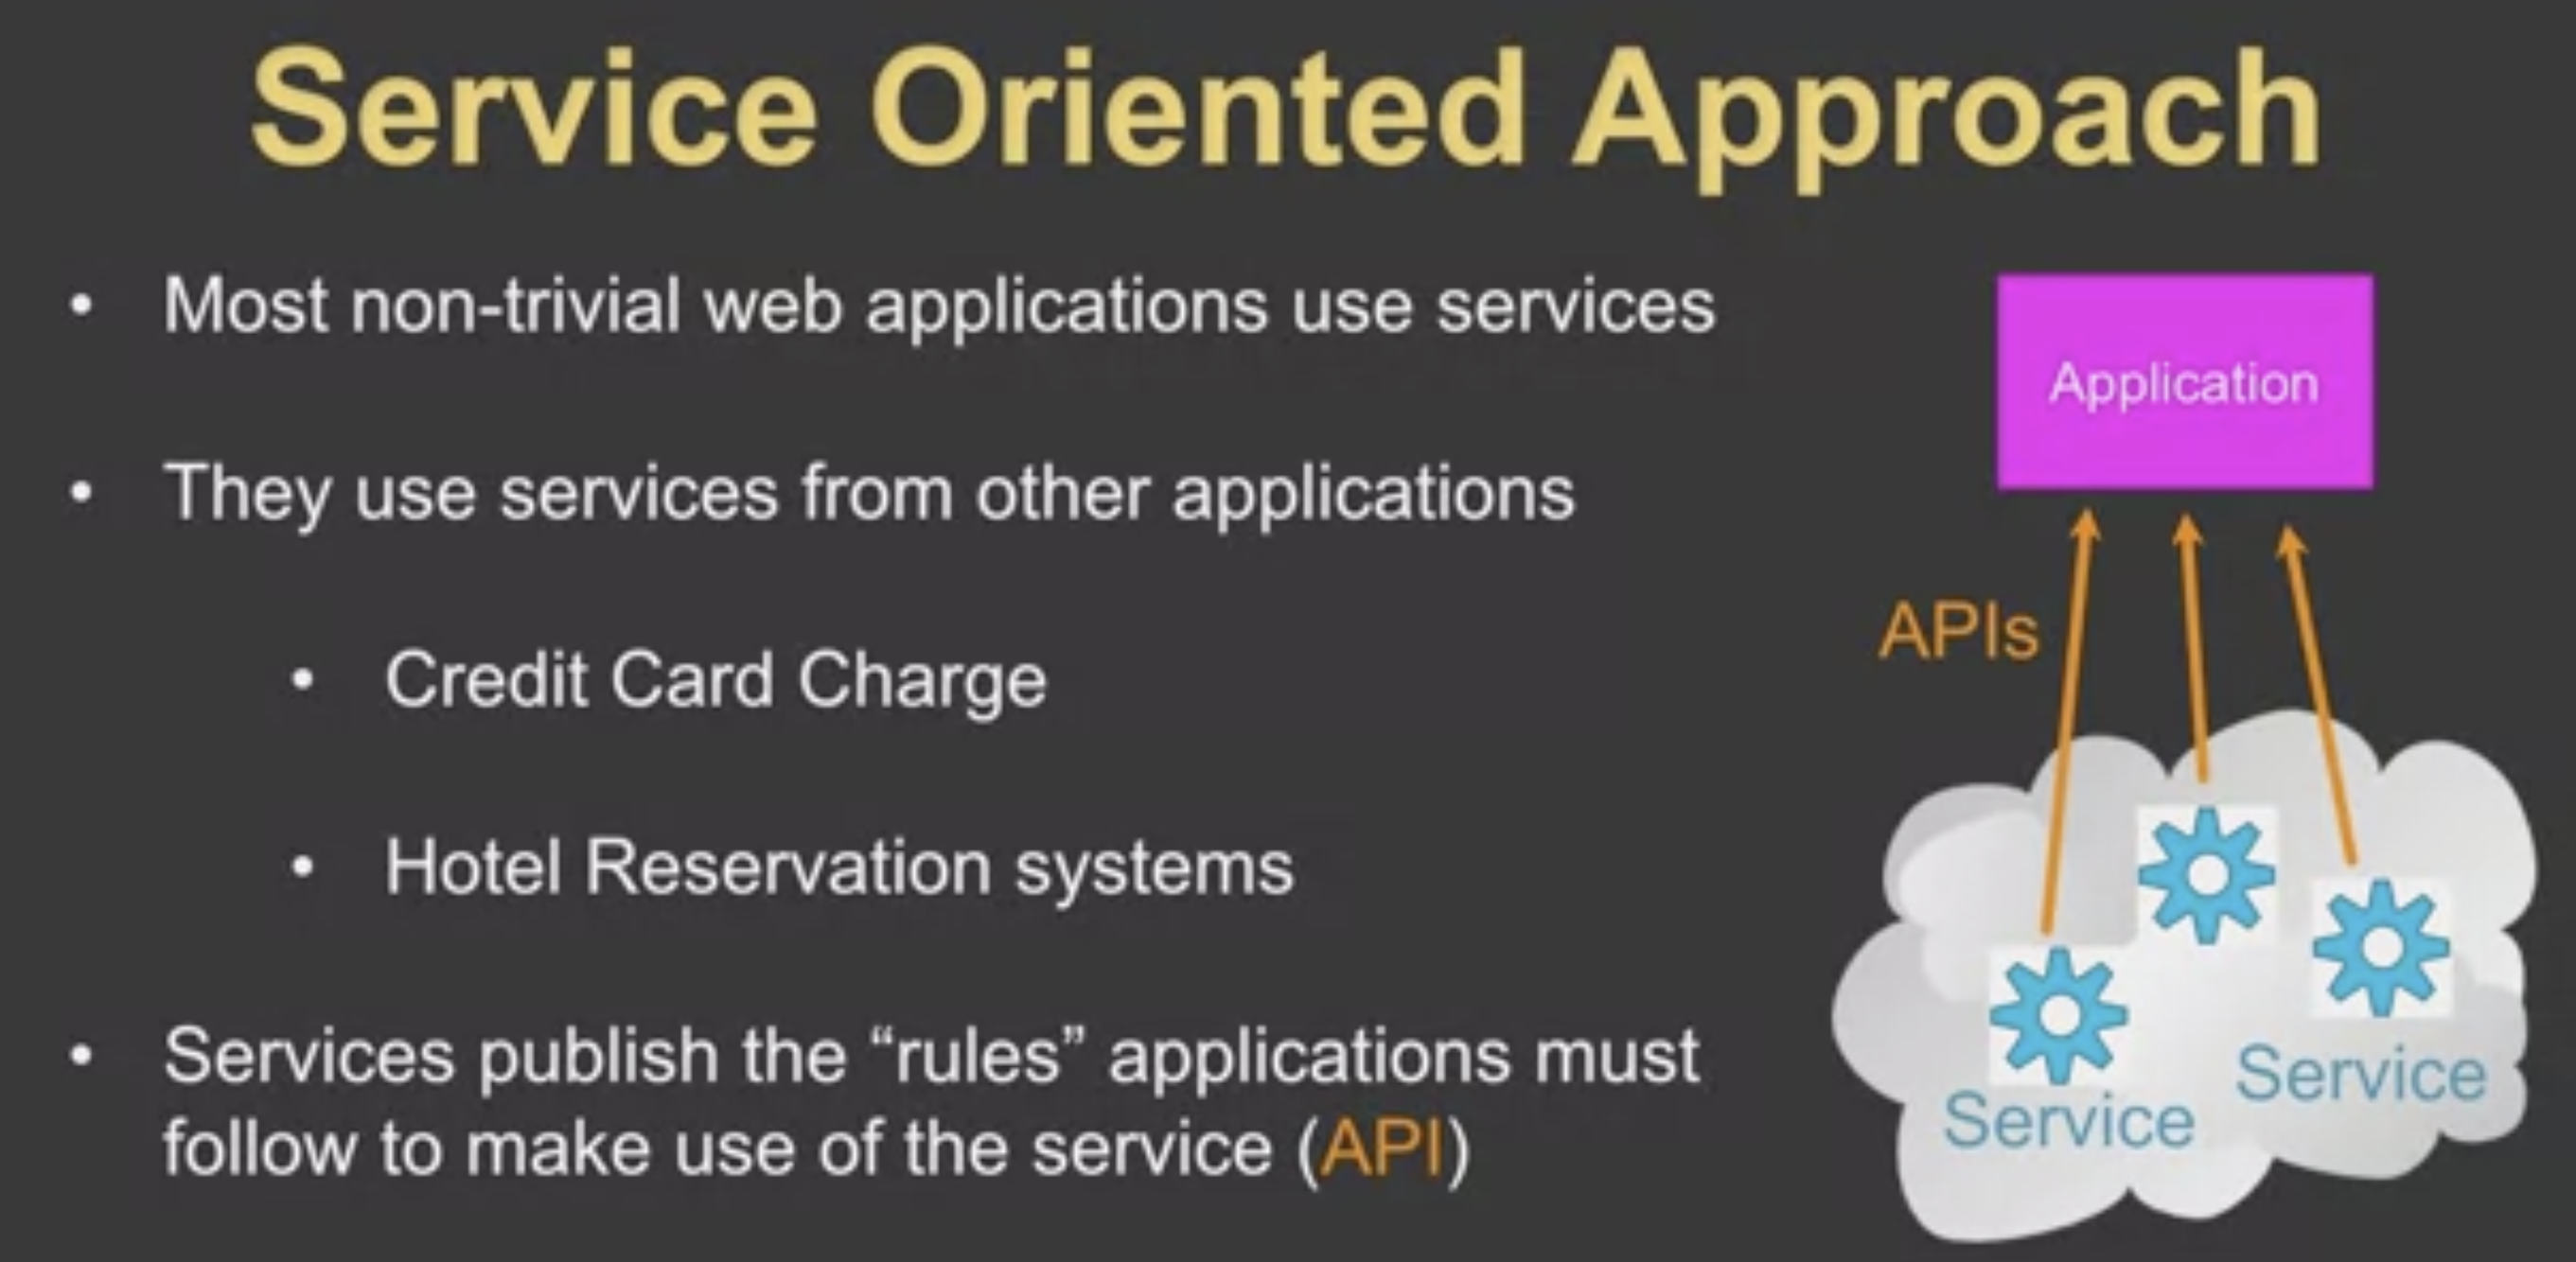 Service Oriented Approach
• Most non-trivial web applications use services
• They use services from other applications
• Credit Card Charge
• Hotel Reservation systems
• Services publish the “rules” applications must
follow to make use of the service (API)
Application
APIs
Service
Service